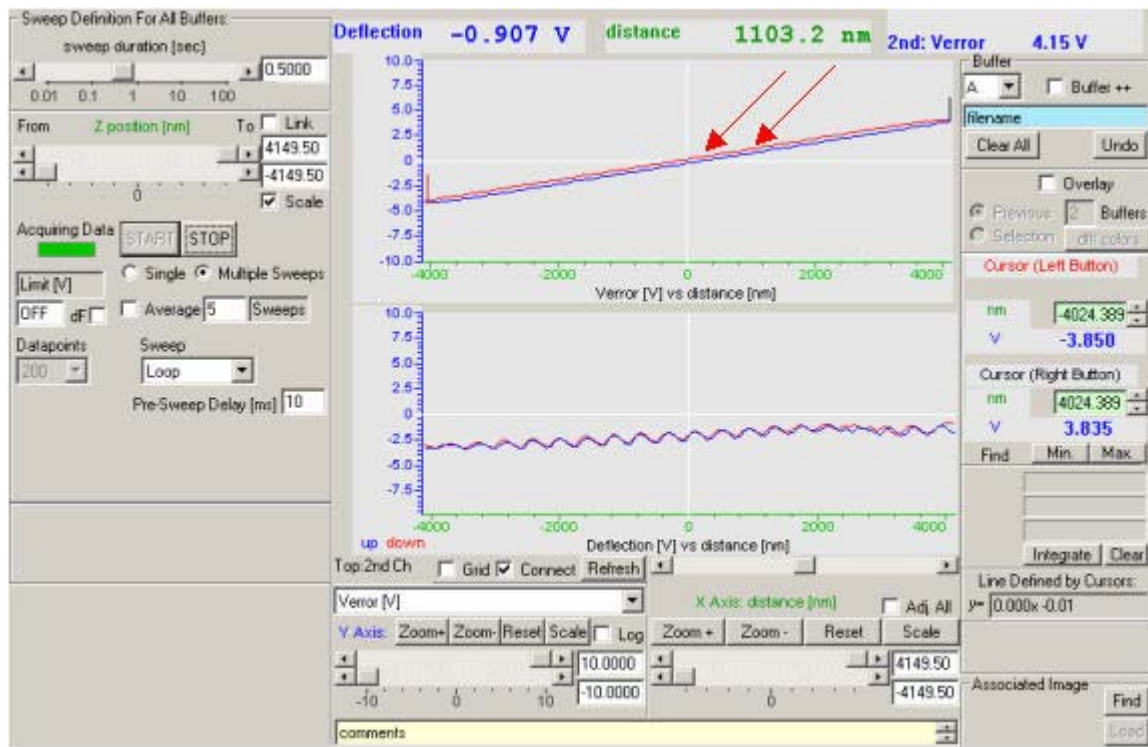 Sweep Definition For All Buffers:
sweep duration [sec]
0.5000
0.01 0.1 1 10 100
From Z position [nm] To Link
4149.50
-4149.50
0
Scale
Acquiring Data START STOP
Single Multiple Sweeps
Limit [V]
OFF dF Average 5 Sweeps
Datapoints Sweep
200 Loop
Pre-Sweep Delay [ms] 10
Deflection -0.907 V distance 1103.2 nm 2nd: Verror 4.15 V
10.0
7.5
5.0
2.5
0
-2.5
-5.0
-7.5
-10.0
-4000 -2000 0 2000 4000
Verror [V] vs distance [nm]
10.0
7.5
5.0
2.5
0
-2.5
-5.0
-7.5
-4000 -2000 0 2000 4000
up down Deflection [V] vs distance [nm]
Top:2nd Ch Grid Connect Refresh
Verror [V] X Axis: distance [nm] Adj. All
Y Axis: Zoom+ Zoom- Reset Scale Log Zoom + Zoom - Reset Scale
10.0000 4149.50
-10.0000 -4149.50
-10 0 10 0
comments
Buffer
A Buffer ++
filename
Clear All Undo
Overlay
Previous 2 Buffers
Selection diff colors
Cursor (Left Button)
nm -4024.389
V -3.850
Cursor (Right Button)
nm 4024.389
V 3.835
Find Min. Max.
Integrate Clear
Line Defined by Cursors:
y= 0.000x -0.01
Associated Image
Find
Load